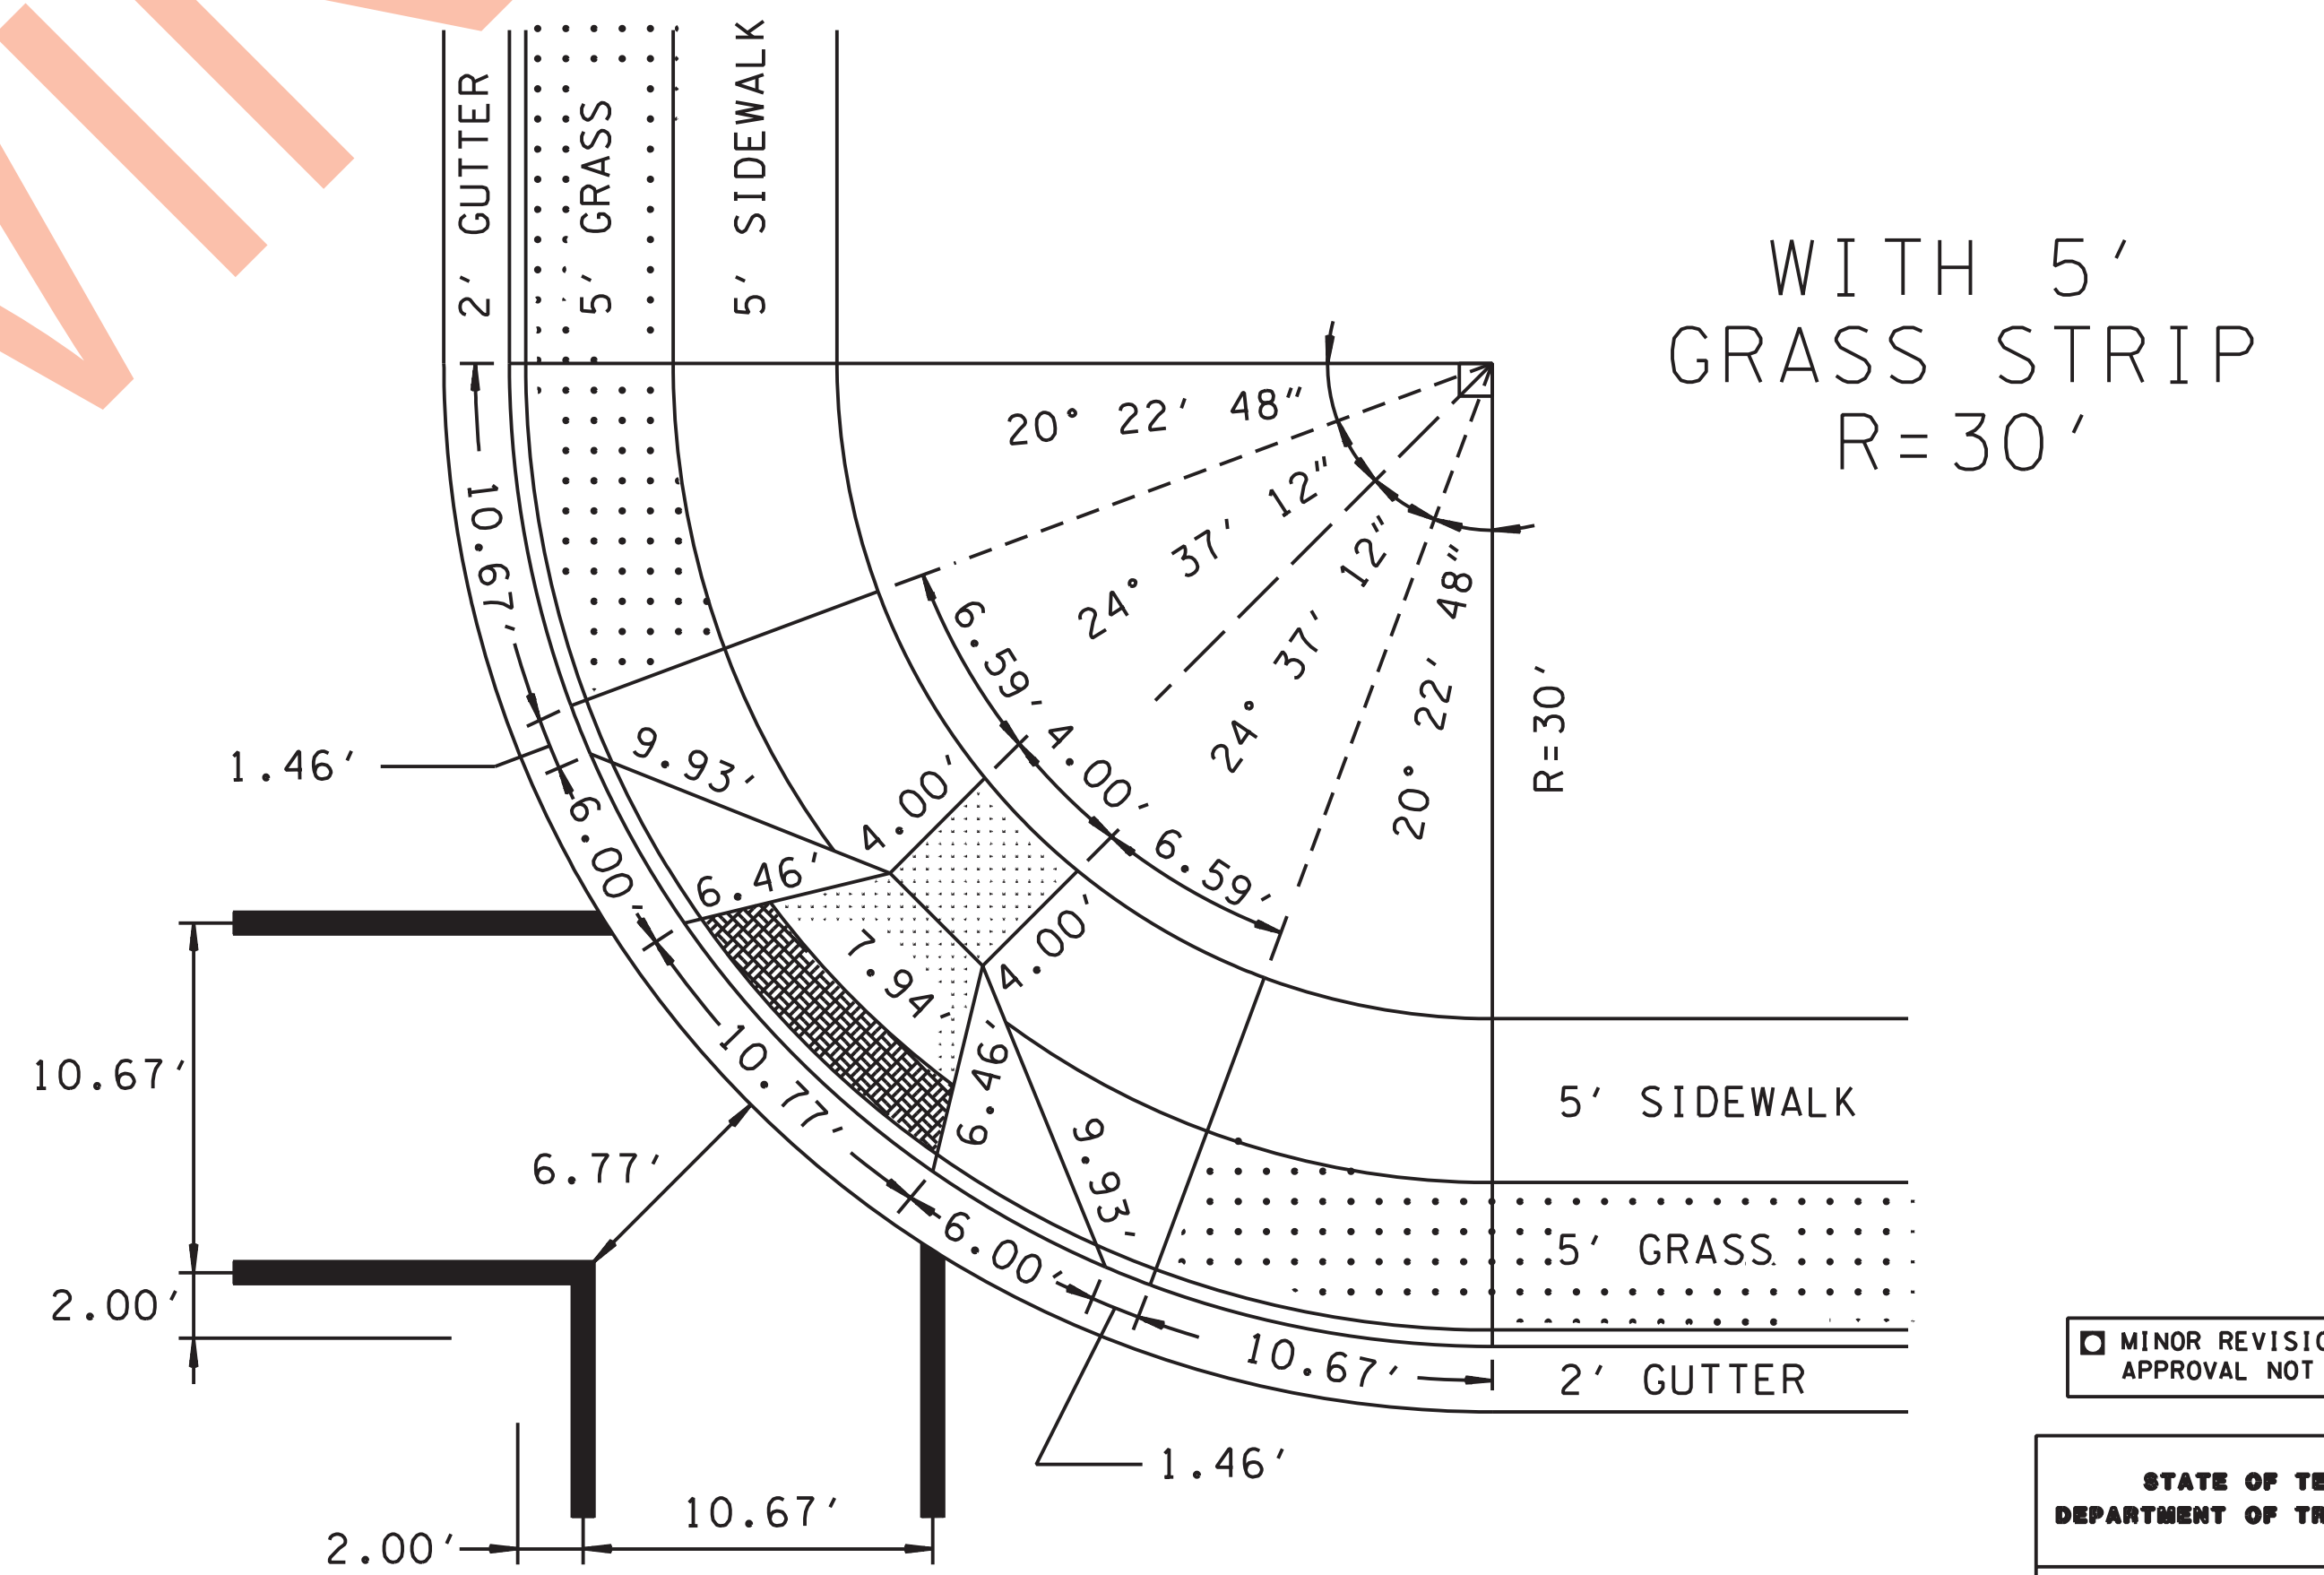 2' GUTTER
5' GRASS
5' SIDEWALK
WITH 5'
GRASS STRIP
R=30'
20° 22' 48"
24° 37' 12"
24° 37' 12"
20° 22' 48"
R=30'
10.67'
1.46'
6.00'
10.77'
6.00'
1.46'
10.67'
6.59'
4.00'
6.59'
9.93'
4.00'
6.46'
7.94'
4.00'
6.46'
9.93'
10.67'
2.00'
6.77'
2.00'
10.67'
5' SIDEWALK
5' GRASS
2' GUTTER
MINOR REVISIO
APPROVAL NOT
STATE OF TE
DEPARTMENT OF TR